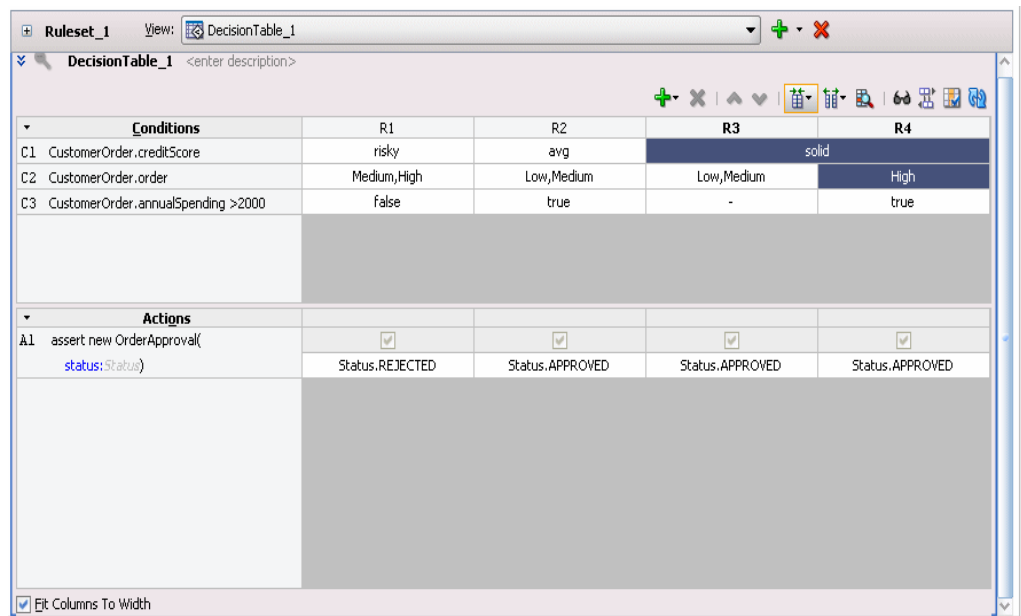 Ruleset_1 View: DecisionTable_1
DecisionTable_1 <enter description>
Conditions R1 R2 R3 R4
C1 CustomerOrder.creditScore risky avg solid
C2 CustomerOrder.order Medium,High Low,Medium Low,Medium High
C3 CustomerOrder.annualSpending >2000 false true - true
Actions
A1 assert new OrderApproval(
status:Status) Status.REJECTED Status.APPROVED Status.APPROVED Status.APPROVED
Fit Columns To Width